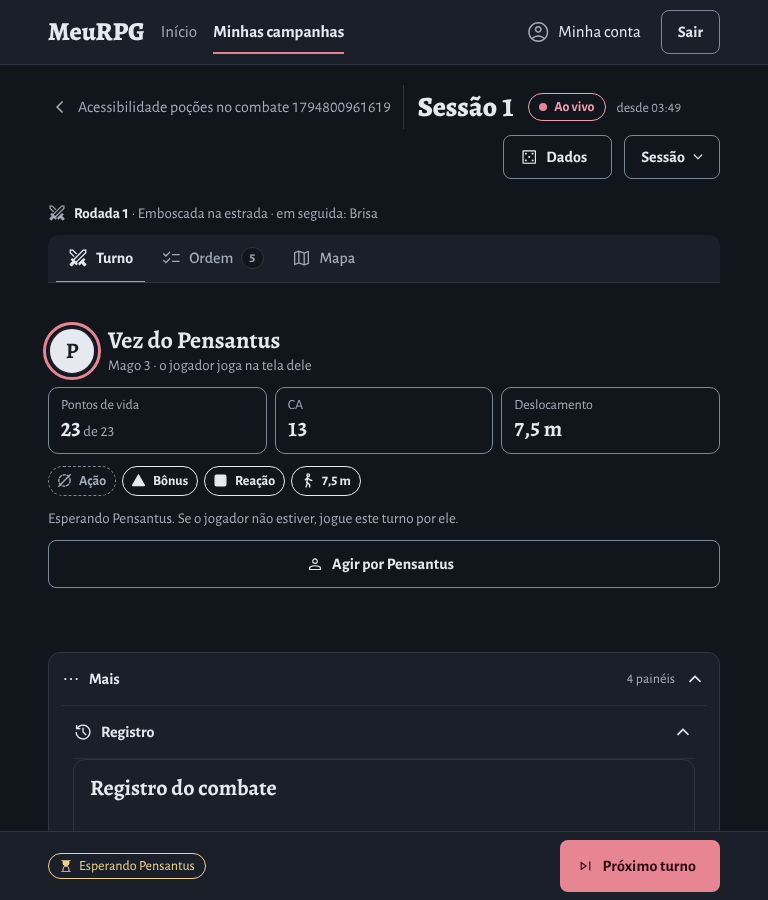 MeuRPG Início Minhas campanhas Minha conta Sair
Acessibilidade poções no combate 1794800961619 Sessão 1 Ao vivo desde 03:49
Dados Sessão
Rodada 1 · Emboscada na estrada · em seguida: Brisa
Turno Ordem 5 Mapa
P
Vez do Pensantus
Mago 3 · o jogador joga na tela dele
Pontos de vida CA Deslocamento
23 de 23 13 7,5 m
Ação Bônus Reação 7,5 m
Esperando Pensantus. Se o jogador não estiver, jogue este turno por ele.
Agir por Pensantus
Mais 4 painéis
Registro
Registro do combate
Esperando Pensantus Próximo turno